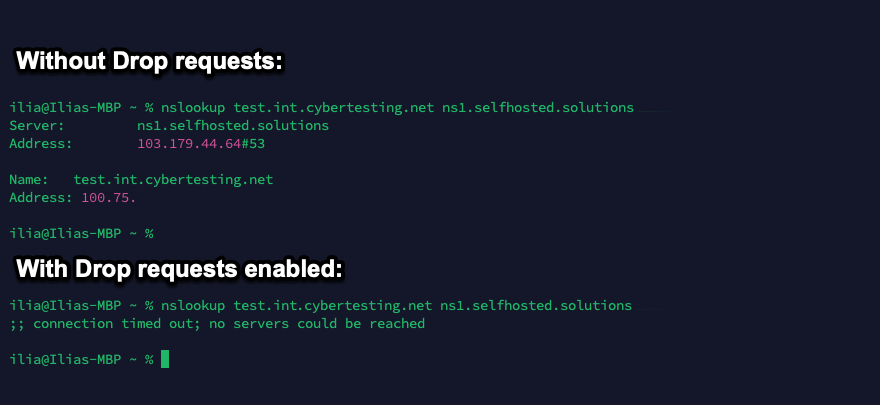 Without Drop requests:
ilia@Ilias-MBP ~ % nslookup test.int.cybertesting.net ns1.selfhosted.solutions
Server: ns1.selfhosted.solutions
Address: 103.179.44.64#53
Name: test.int.cybertesting.net
Address: 100.75.
ilia@Ilias-MBP ~ %
With Drop requests enabled:
ilia@Ilias-MBP ~ % nslookup test.int.cybertesting.net ns1.selfhosted.solutions
;; connection timed out; no servers could be reached
ilia@Ilias-MBP ~ %